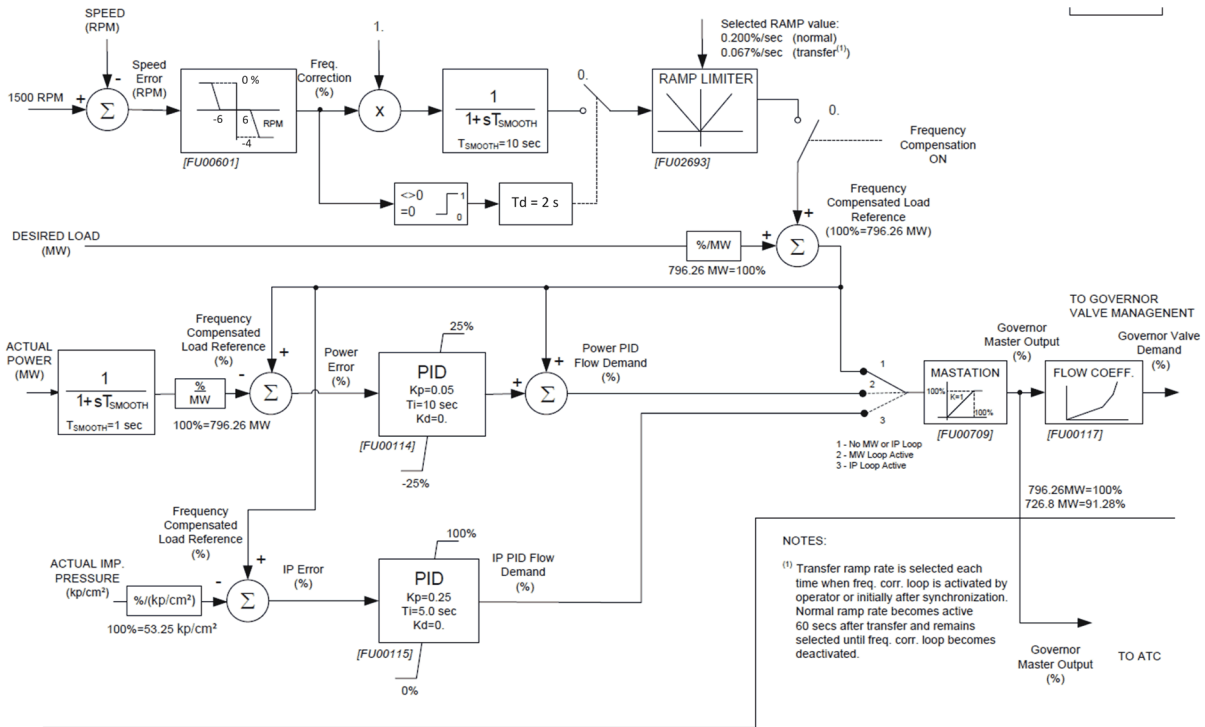 SPEED
(RPM)
1.
Selected RAMP value:
0.200%/sec (normal)
0.067%/sec (transfer⁽¹⁾)
-
Speed
Error
(RPM)
Freq.
Correction
(%)
1500 RPM
+
Σ
0 %
-6
6
RPM
-4
[FU00601]
X
1
1+sTSMOOTH
TSMOOTH=10 sec
0.
RAMP LIMITER
[FU02693]
0.
Frequency
Compensation
ON
<>0
=0
1
0
Td = 2 s
Frequency
Compensated Load
Reference
(100%=796.26 MW)
+
DESIRED LOAD
(MW)
%/MW
796.26 MW=100%
+
Σ
TO GOVERNOR
VALVE MANAGEMENT
ACTUAL
POWER
(MW)
1
1+sTSMOOTH
TSMOOTH=1 sec
%
MW
100%=796.26 MW
Frequency
Compensated
Load Reference
(%)
+
-
Σ
Power
Error
(%)
25%
PID
Kp=0.05
Ti=10 sec
Kd=0.
[FU00114]
-25%
+
+
Σ
Power PID
Flow Demand
(%)
1
2
3
1 - No MW or IP Loop
2 - MW Loop Active
3 - IP Loop Active
MASTATION
100%
K=1
100%
[FU00709]
Governor
Master Output
(%)
FLOW COEFF.
[FU00117]
Governor Valve
Demand
(%)
796.26MW=100%
726.8 MW=91.28%
ACTUAL IMP.
PRESSURE
(kp/cm²)
%/(kp/cm²)
100%=53.25 kp/cm²
Frequency
Compensated
Load Reference
(%)
+
-
Σ
IP Error
(%)
100%
PID
Kp=0.25
Ti=5.0 sec
Kd=0.
[FU00115]
0%
IP PID Flow
Demand
(%)
NOTES:
(1) Transfer ramp rate is selected each
time when freq. corr. loop is activated by
operator or initially after synchronization.
Normal ramp rate becomes active
60 secs after transfer and remains
selected until freq. corr. loop becomes
deactivated.
Governor
Master Output
(%)
TO ATC